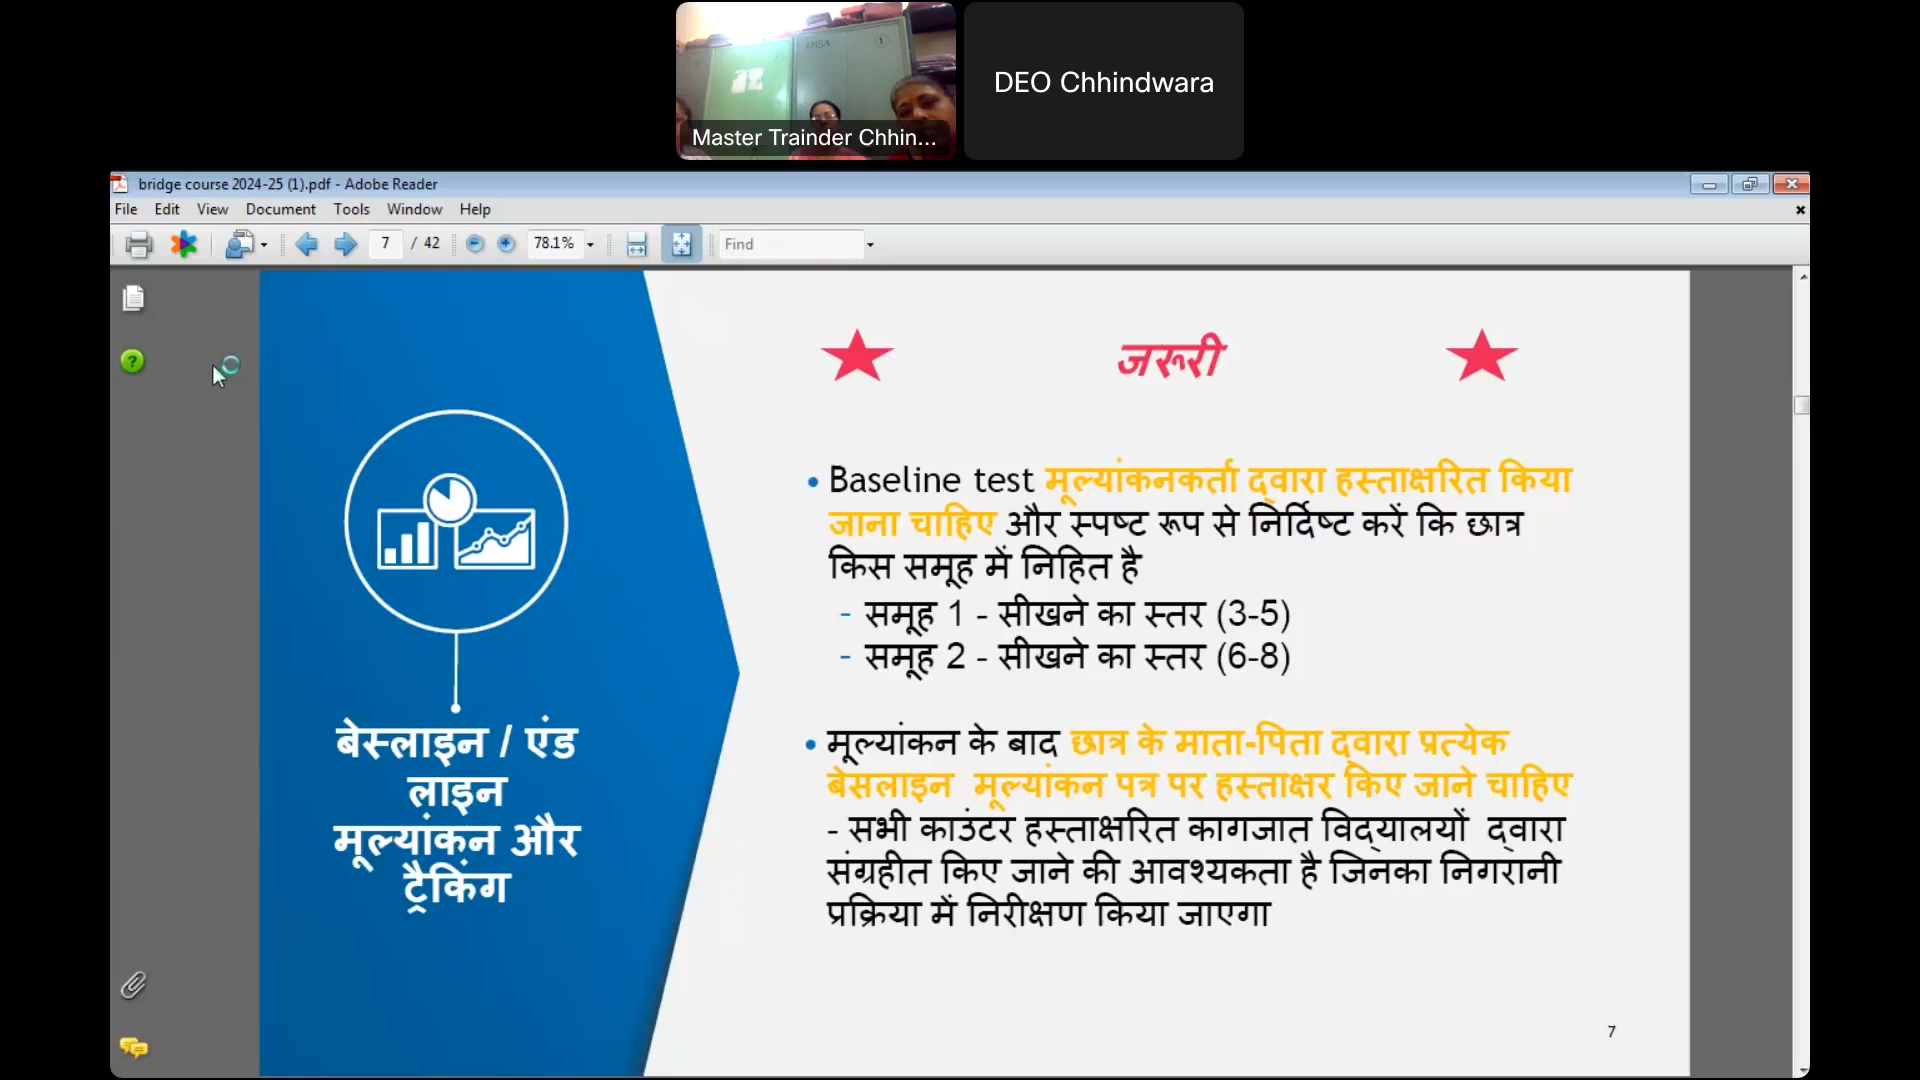 KMSA
1
Master Trainder Chhin...
DEO Chhindwara
bridge course 2024-25 (1).pdf - Adobe Reader
File Edit View Document Tools Window Help
7 / 42 78.1% Find
जरूरी
बेस्लाइन / एंड
लाइन
मूल्यांकन और
ट्रैकिंग
• Baseline test मूल्यांकनकर्ता द्वारा हस्ताक्षरित किया
जाना चाहिए और स्पष्ट रूप से निर्दिष्ट करें कि छात्र
किस समूह में निहित है
- समूह 1 - सीखने का स्तर (3-5)
- समूह 2 - सीखने का स्तर (6-8)
• मूल्यांकन के बाद छात्र के माता-पिता द्वारा प्रत्येक
बेसलाइन मूल्यांकन पत्र पर हस्ताक्षर किए जाने चाहिए
- सभी काउंटर हस्ताक्षरित कागजात विद्यालयों द्वारा
संग्रहीत किए जाने की आवश्यकता है जिनका निगरानी
प्रक्रिया में निरीक्षण किया जाएगा
7